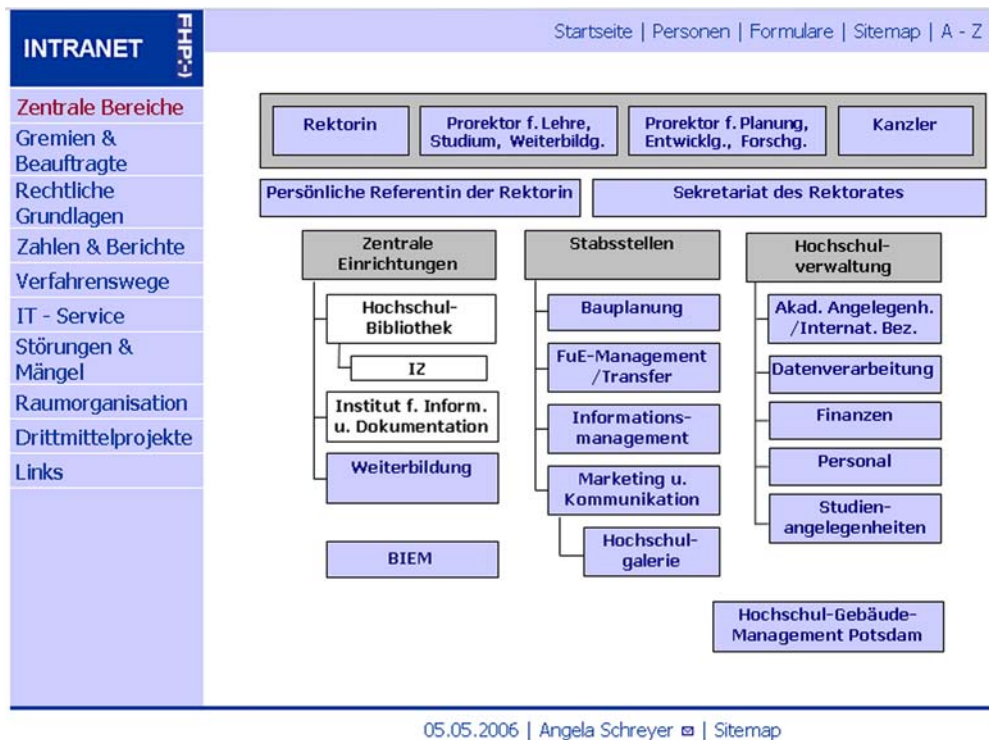 INTRANET
FHP:-)
Startseite | Personen | Formulare | Sitemap | A - Z
Zentrale Bereiche
Gremien &
Beauftragte
Rechtliche
Grundlagen
Zahlen & Berichte
Verfahrenswege
IT - Service
Störungen &
Mängel
Raumorganisation
Drittmittelprojekte
Links
Rektorin
Prorektor f. Lehre,
Studium, Weiterbildg.
Prorektor f. Planung,
Entwicklg., Forschg.
Kanzler
Persönliche Referentin der Rektorin
Sekretariat des Rektorates
Zentrale
Einrichtungen
Hochschul-
Bibliothek
IZ
Institut f. Inform.
u. Dokumentation
Weiterbildung
BIEM
Stabsstellen
Bauplanung
FuE-Management
/Transfer
Informations-
management
Marketing u.
Kommunikation
Hochschul-
galerie
Hochschul-
verwaltung
Akad. Angelegenh.
/Internat. Bez.
Datenverarbeitung
Finanzen
Personal
Studien-
angelegenheiten
Hochschul-Gebäude-
Management Potsdam
05.05.2006 | Angela Schreyer | Sitemap